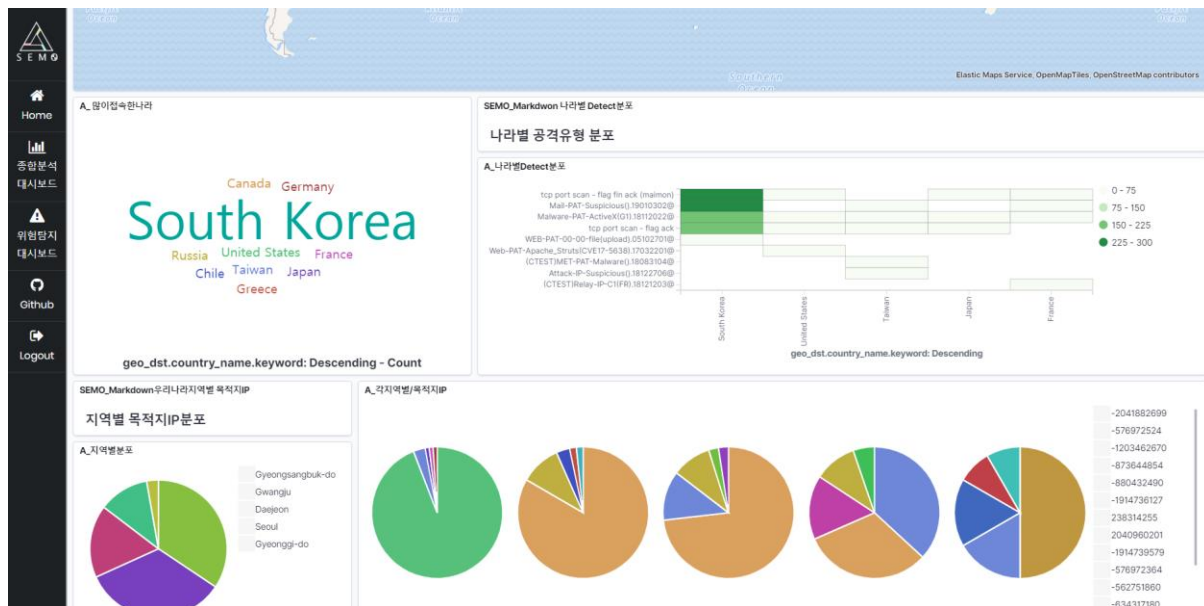 SEMO
Home
종합분석
대시보드
위험탐지
대시보드
Github
Logout
Ocean
Ocean
Southern
Ocean
Elastic Maps Service, OpenMapTiles, OpenStreetMap contributors
A_많이접속한나라
Canada
Germany
South Korea
Russia
United States
France
Chile
Taiwan
Japan
Greece
geo_dst.country_name.keyword: Descending - Count
SEMO_Markdwon 나라별 Detect분포
나라별 공격유형 분포
A_나라별Detect분포
tcp port scan - flag fin ack (maimon)
Mail-PAT-Suspicious().19010302@
Malware-PAT-ActiveX(G1).18112022@
tcp port scan - flag ack
WEB-PAT-00-00-file(upload).05102701@
Web-PAT-Apache_Struts(CVE17-5638).17032201@
(CTEST)MET-PAT-Malware().18083104@
Attack-IP-Suspicious().18122706@
(CTEST)Relay-IP-C1(FR).18121203@
0 - 75
75 - 150
150 - 225
225 - 300
South Korea
United States
Taiwan
Japan
France
geo_dst.country_name.keyword: Descending
SEMO_Markdown우리나라지역별 목적지IP
지역별 목적지IP분포
A_지역별분포
Gyeongsangbuk-do
Gwangju
Daejeon
Seoul
Gyeonggi-do
A_각지역별/목적지IP
-2041882699
-576972524
-1203462670
-873644854
-880432490
-1914736127
238314255
2040960201
-1914739579
-576972364
-562751860
-634317180